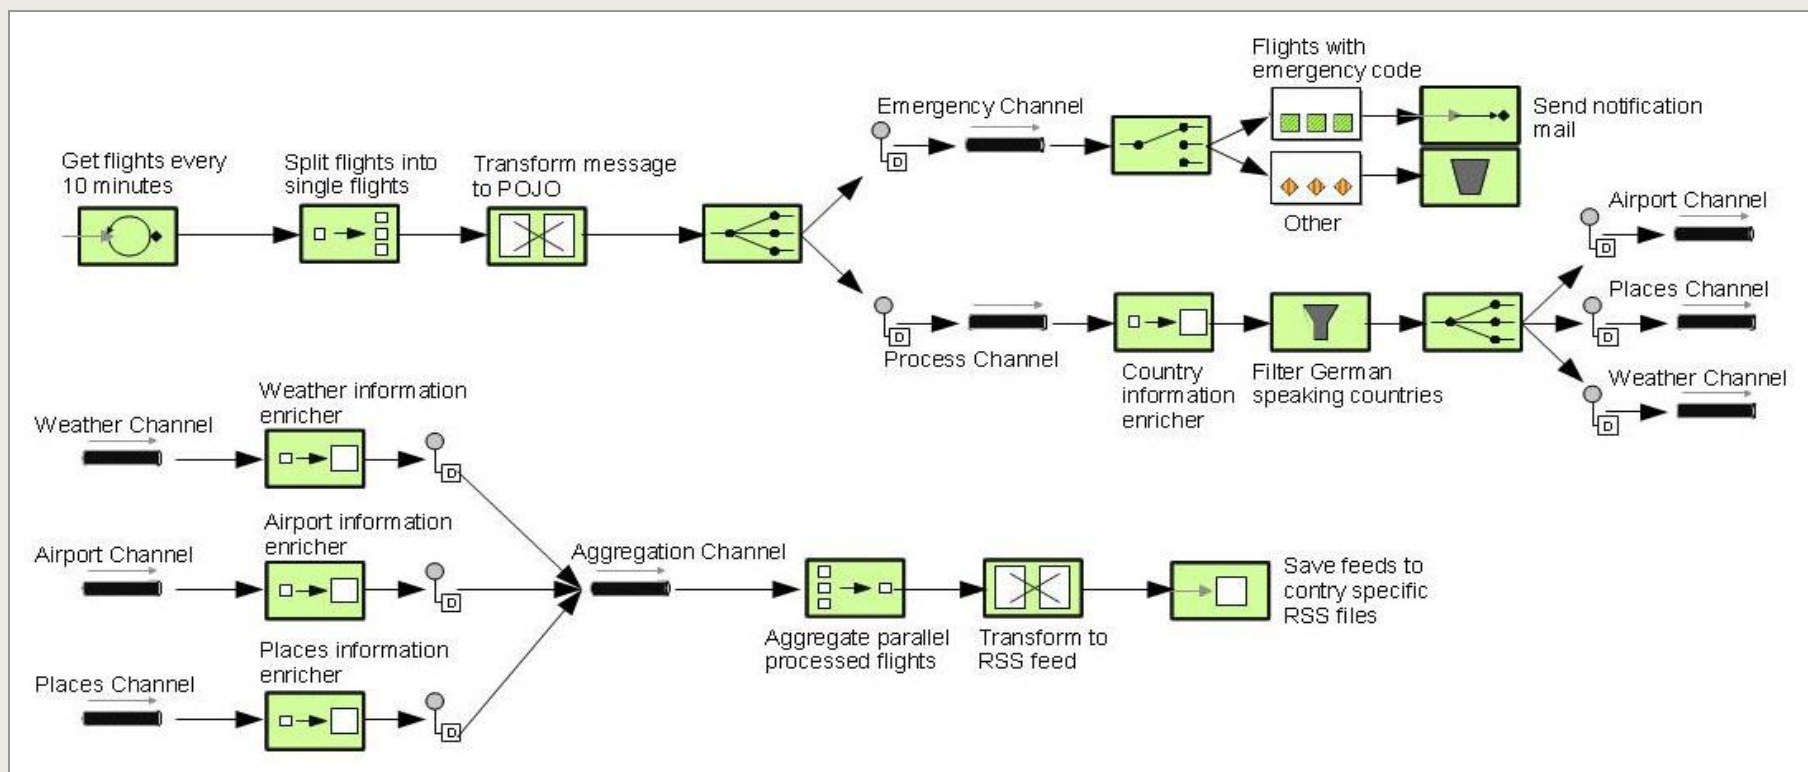 Flights with
emergency code
Emergency Channel
Send notification
mail
Get flights every
10 minutes
Split flights into
single flights
Transform message
to POJO
D
Other
Airport Channel
D
Places Channel
D
Process Channel
D
Country
information
enricher
Filter German
speaking countries
Weather Channel
D
Weather information
enricher
Weather Channel
D
Airport information
enricher
Airport Channel
D
Aggregation Channel
Save feeds to
contry specific
RSS files
Aggregate parallel
processed flights
Transform to
RSS feed
Places information
enricher
Places Channel
D